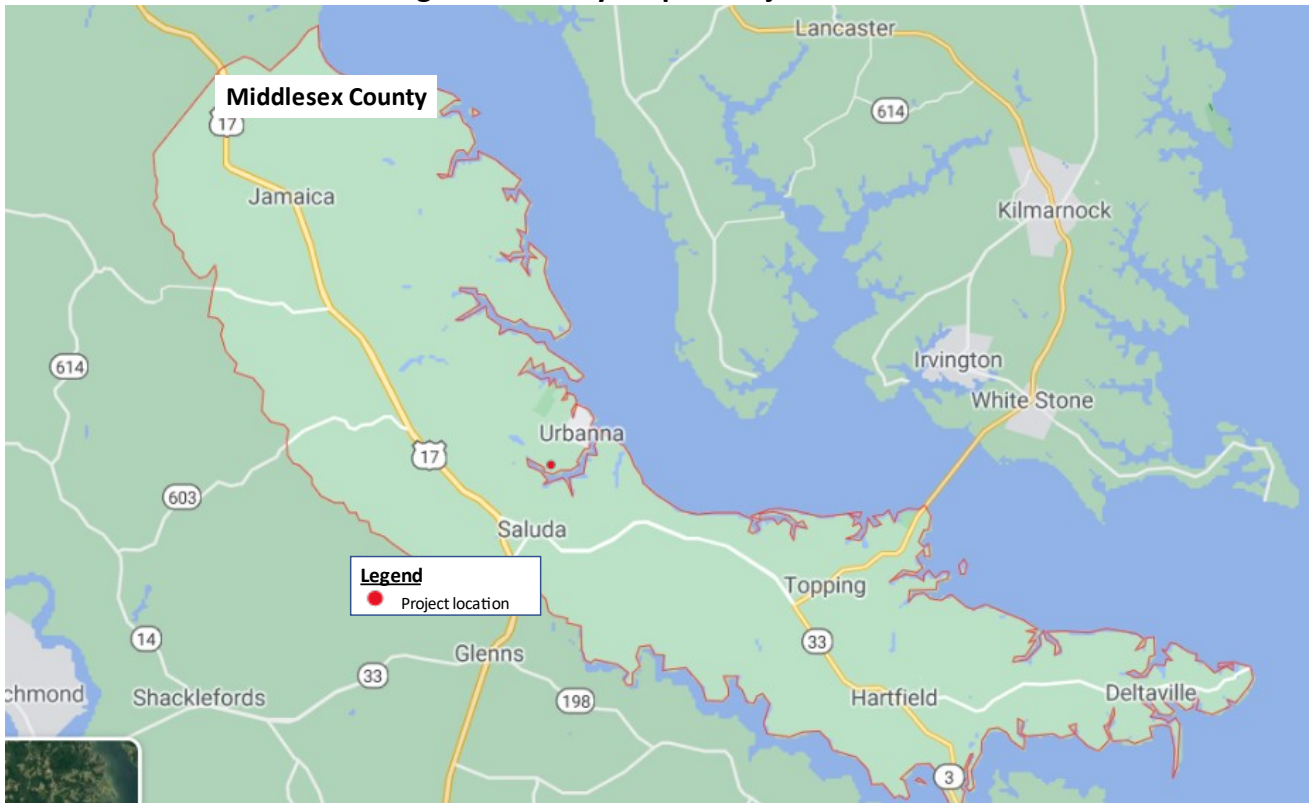 Lancaster
Middlesex County
17
614
Jamaica
Kilmarnock
614
Irvington
White Stone
Urbanna
17
603
Saluda
Legend
Project location
Topping
14
33
Glenns
33
chmond
Shacklefords
198
Hartfield
Deltaville
3